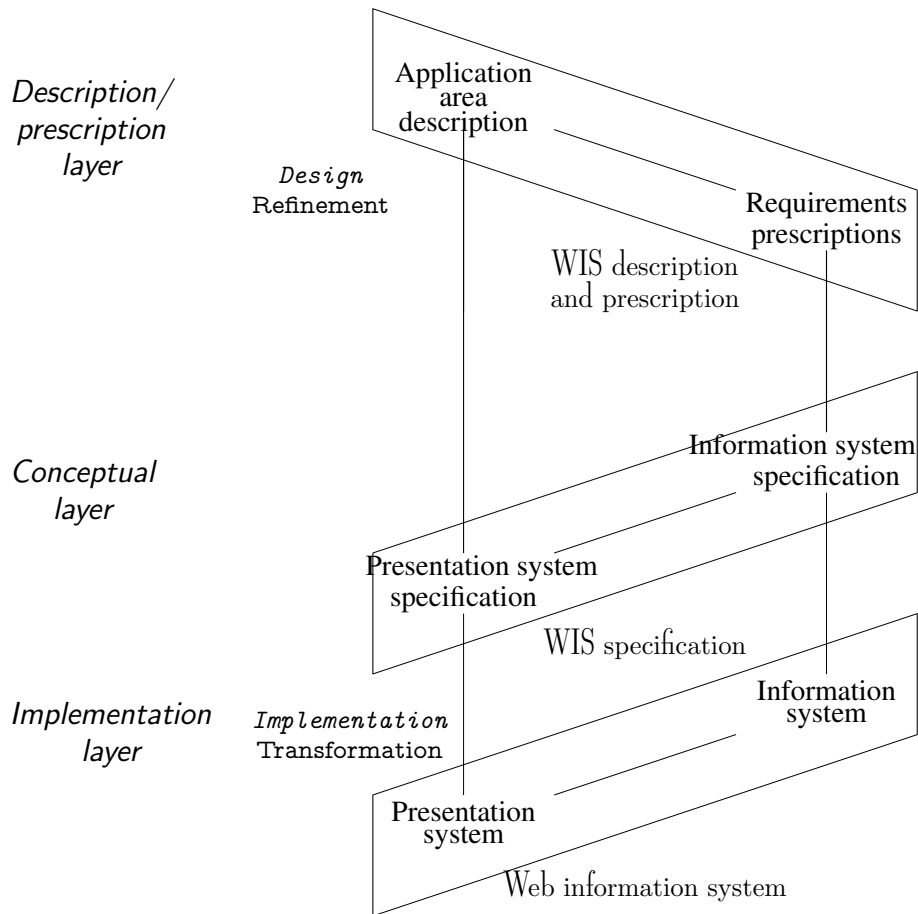 Description/
prescription
layer
Application
area
description
Design
Refinement
Requirements
prescriptions
WIS description
and prescription
Conceptual
layer
Information system
specification
Presentation system
specification
WIS specification
Implementation
layer
Implementation
Transformation
Information
system
Presentation
system
Web information system